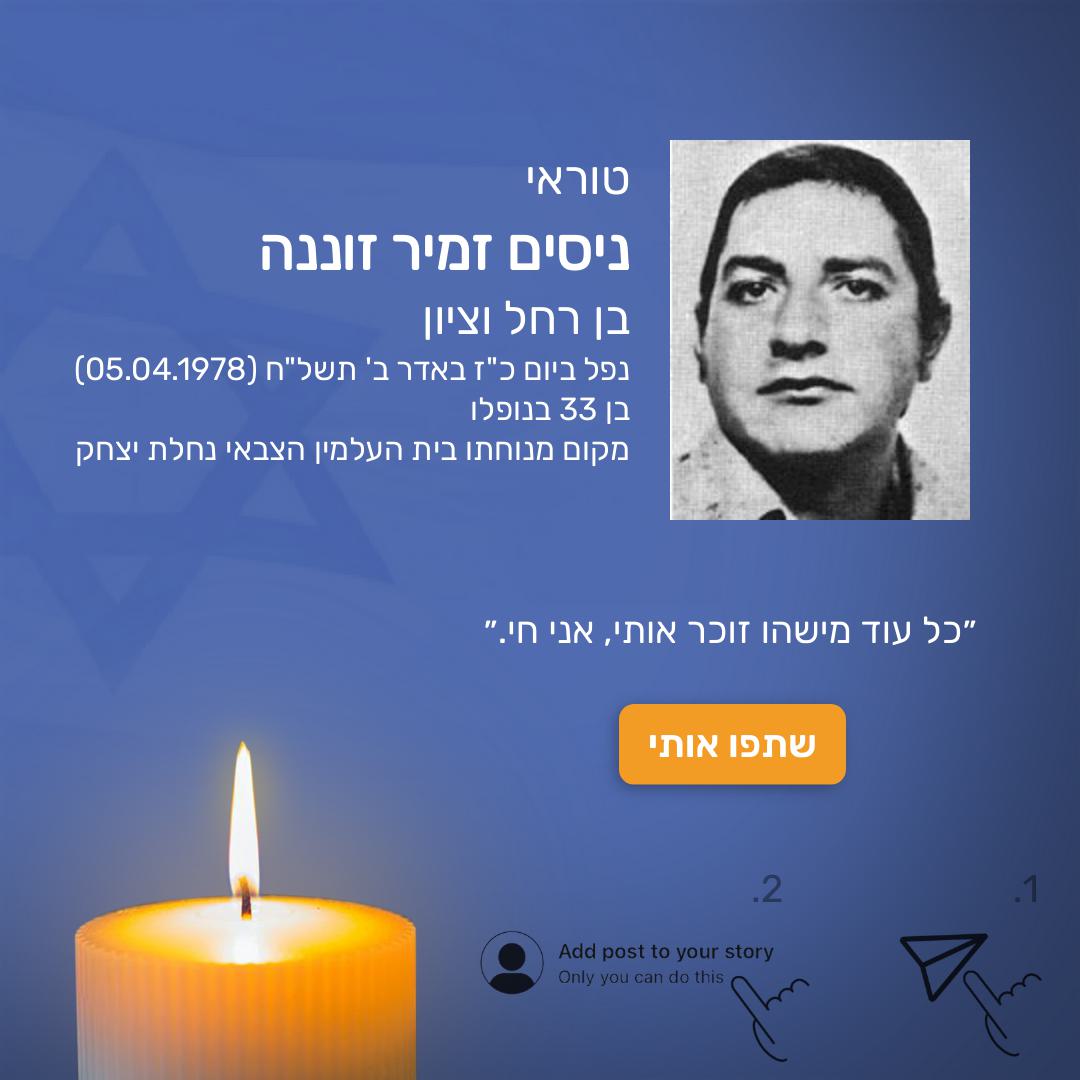 טוראי
ניסים זמיר זוננה
בן רחל וציון
נפל ביום כ"ז באדר ב' תשל"ח (05.04.1978)
בן 33 בנופלו
מקום מנוחתו בית העלמין הצבאי נחלת יצחק
״כל עוד מישהו זוכר אותי, אני חי.״
שתפו אותי
.1
.2
Add post to your story
Only you can do this